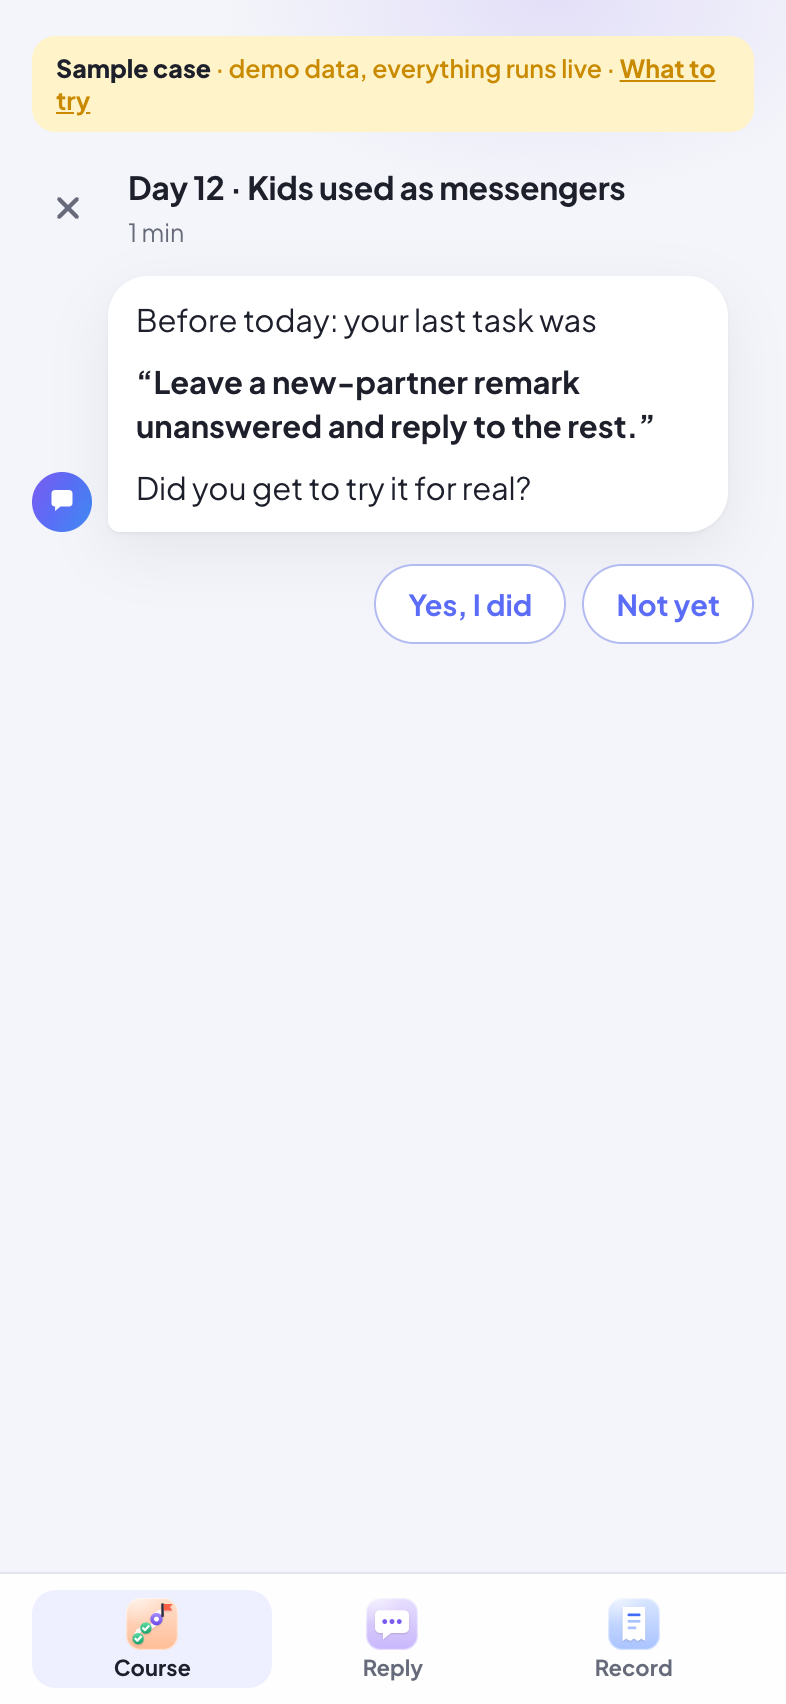 Sample case · demo data, everything runs live · What to
try
Day 12 · Kids used as messengers
1 min
Before today: your last task was
“Leave a new-partner remark
unanswered and reply to the rest.”
Did you get to try it for real?
Yes, I did
Not yet
Course
Reply
Record